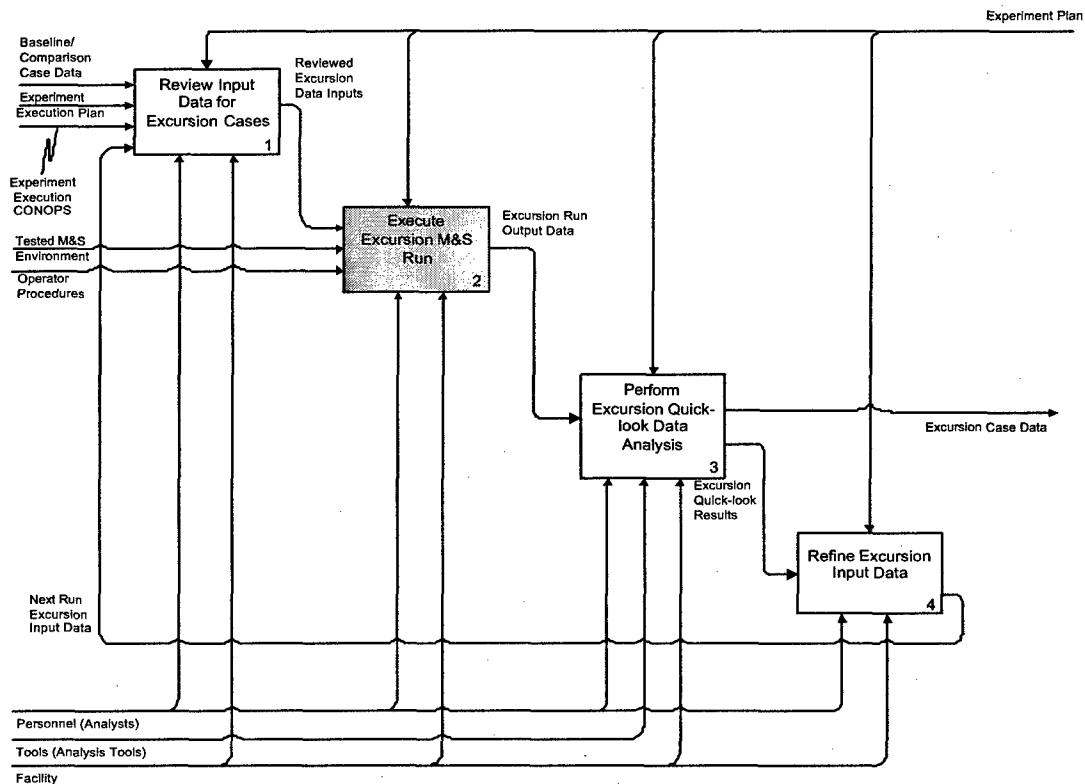 Experiment Plan
Baseline/
Comparison
Case Data
Experiment
Execution Plan
Experiment
Execution
CONOPS
Review Input
Data for
Excursion Cases
1
Reviewed
Excursion
Data Inputs
Tested M&S
Environment
Operator
Procedures
Execute
Excursion M&S
Run
2
Excursion Run
Output Data
Perform
Excursion Quick-
look Data
Analysis
3
Excursion Case Data
Excursion
Quick-look
Results
Refine Excursion
Input Data
4
Next Run
Excursion
Input Data
Personnel (Analysts)
Tools (Analysis Tools)
Facility